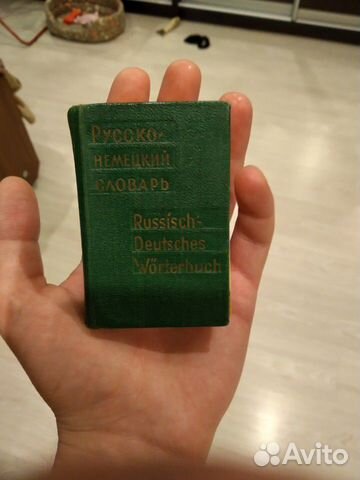 Русско-
немецкий
словарь
Russisch-
Deutsches
Wörterbuch
Avito